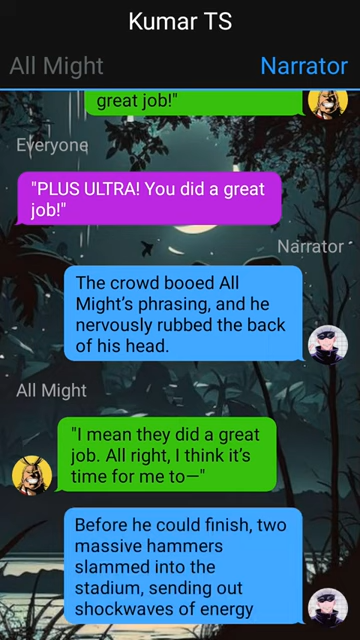 Kumar TS
All Might
Narrator
great job!"
Everyone
"PLUS ULTRA! You did a great
job!"
Narrator
The crowd booed All
Might's phrasing, and he
nervously rubbed the back
of his head.
All Might
"I mean they did a great
job. All right, I think it's
time for me to—"
Before he could finish, two
massive hammers
slammed into the
stadium, sending out
shockwaves of energy